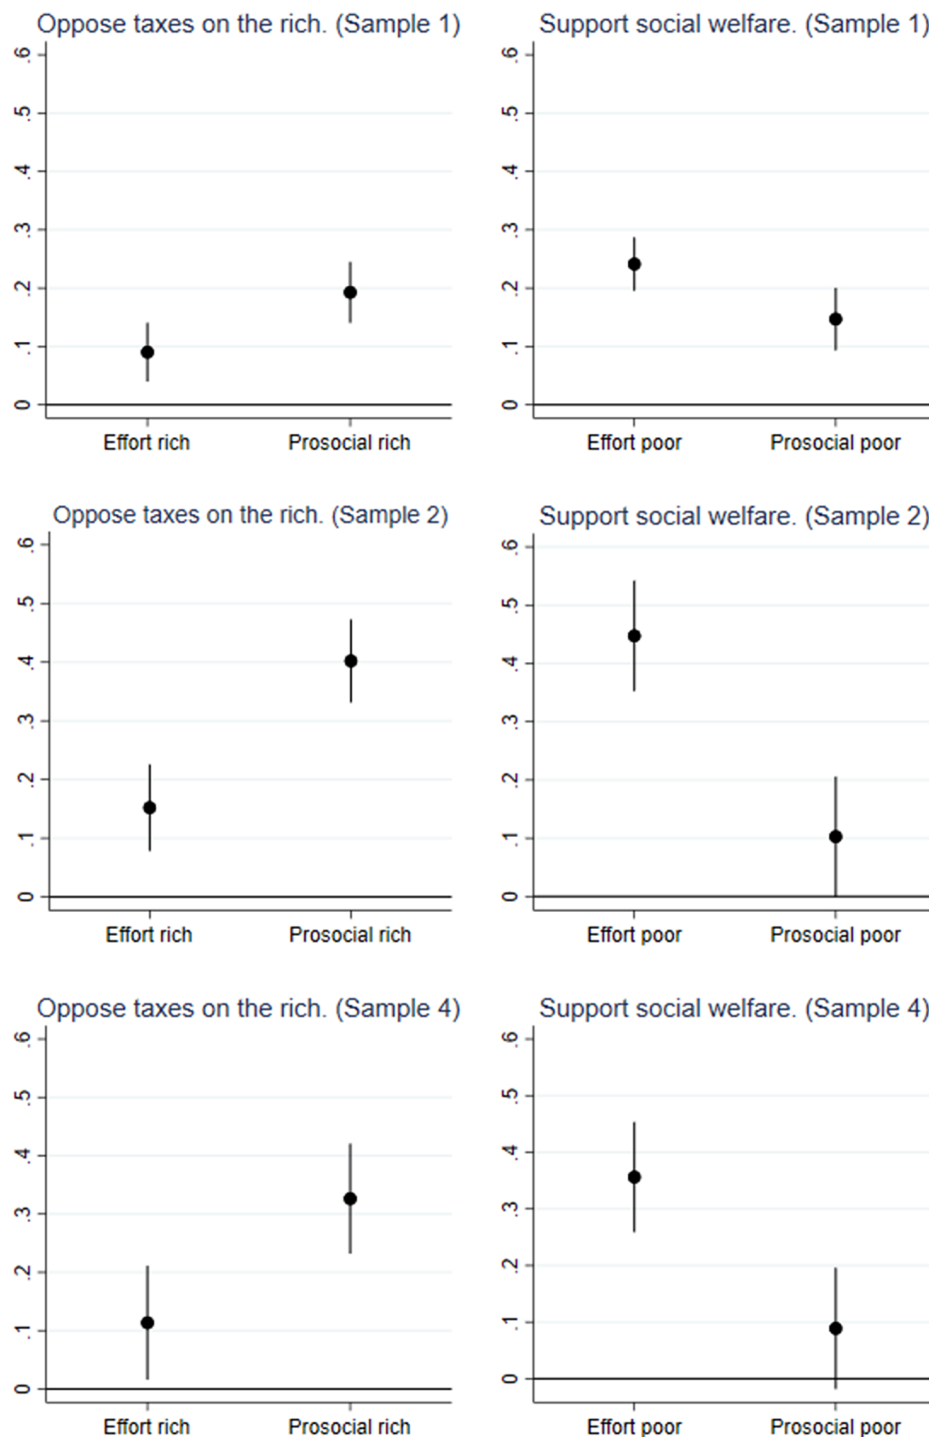 Oppose taxes on the rich. (Sample 1)
.6
.5
.4
.3
.2
.1
0
Effort rich
Prosocial rich
Support social welfare. (Sample 1)
.6
.5
.4
.3
.2
.1
0
Effort poor
Prosocial poor
Oppose taxes on the rich. (Sample 2)
.6
.5
.4
.3
.2
.1
0
Effort rich
Prosocial rich
Support social welfare. (Sample 2)
.6
.5
.4
.3
.2
.1
0
Effort poor
Prosocial poor
Oppose taxes on the rich. (Sample 4)
.6
.5
.4
.3
.2
.1
0
Effort rich
Prosocial rich
Support social welfare. (Sample 4)
.6
.5
.4
.3
.2
.1
0
Effort poor
Prosocial poor